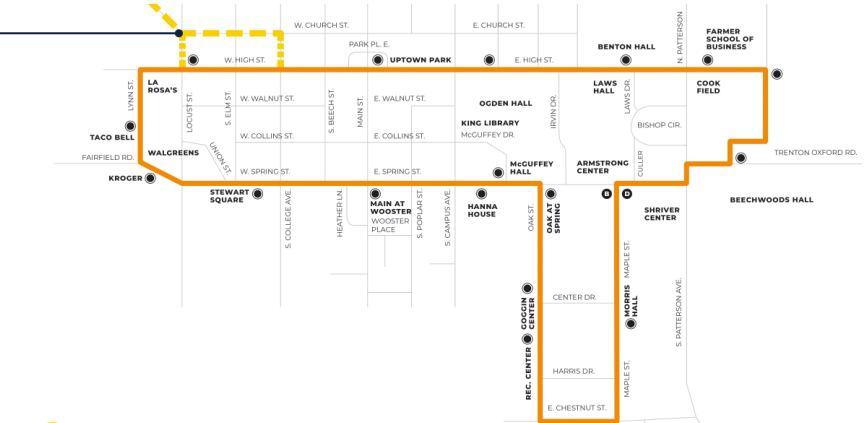 W. CHURCH ST.
E. CHURCH ST.
N. PATTERSON
FARMER
SCHOOL OF
BUSINESS
PARK PL. E.
BENTON HALL
W. HIGH ST.
UPTOWN PARK
E. HIGH ST.
LA
ROSA'S
LYNN ST.
LOCUST ST.
S. ELM ST.
W. WALNUT ST.
S. BEECH ST.
MAIN ST.
E. WALNUT ST.
OGDEN HALL
IRVIN DR.
LAWS
HALL
LAWS DR.
COOK
FIELD
TACO BELL
W. COLLINS ST.
E. COLLINS ST.
KING LIBRARY
McGUFFEY DR.
BISHOP CIR.
FAIRFIELD RD.
WALGREENS
UNION ST.
TRENTON OXFORD RD.
KROGER
W. SPRING ST.
E. SPRING ST.
McGUFFEY
HALL
ARMSTRONG
CENTER
CULLER
STEWART
SQUARE
S. COLLEGE AVE.
HEATHER LN.
MAIN AT
WOOSTER
WOOSTER
PLACE
S. POPLAR ST.
S. CAMPUS AVE.
HANNA
HOUSE
OAK ST.
OAK AT
SPRING
B
D
SHRIVER
CENTER
BEECHWOODS HALL
MAPLE ST.
GOGGIN
CENTER
CENTER DR.
MORRIS
HALL
S. PATTERSON AVE.
REC. CENTER
HARRIS DR.
MAPLE ST.
E. CHESTNUT ST.